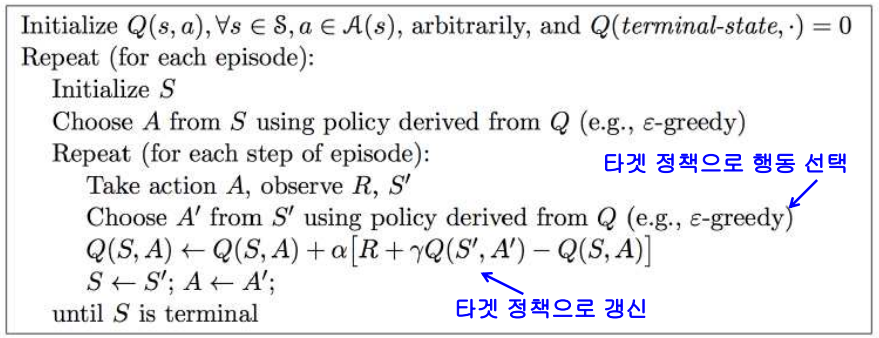 Initialize Q(s, a), ∀s ∈ S, a ∈ A(s), arbitrarily, and Q(terminal-state, ·) = 0
Repeat (for each episode):
Initialize S
Choose A from S using policy derived from Q (e.g., ε-greedy)
Repeat (for each step of episode):
타겟 정책으로 행동 선택
Take action A, observe R, S′
Choose A′ from S′ using policy derived from Q (e.g., ε-greedy)
Q(S, A) ← Q(S, A) + α[R + γQ(S′, A′) − Q(S, A)]
S ← S′; A ← A′;
타겟 정책으로 갱신
until S is terminal